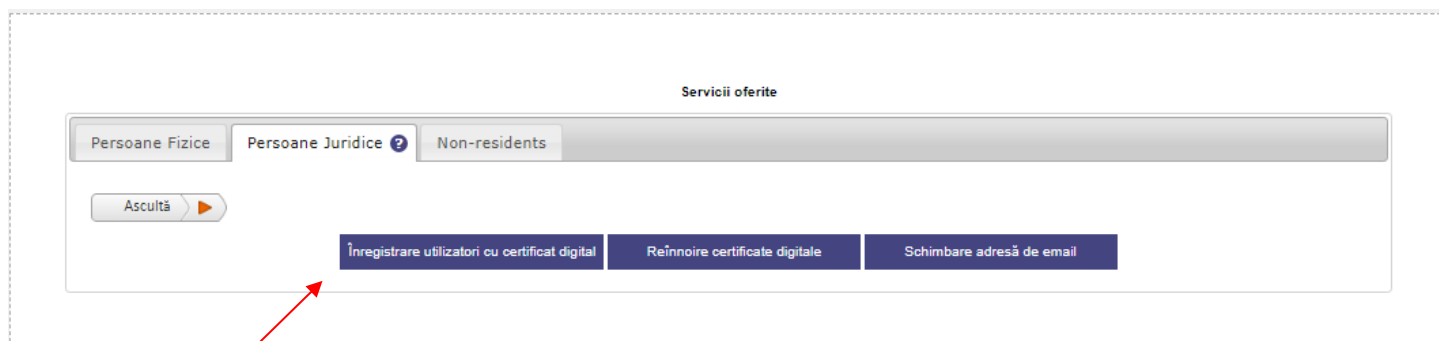 Servicii oferite
Persoane Fizice
Persoane Juridice ?
Non-residents
Ascultă
Înregistrare utilizatori cu certificat digital
Reînnoire certificate digitale
Schimbare adresă de email